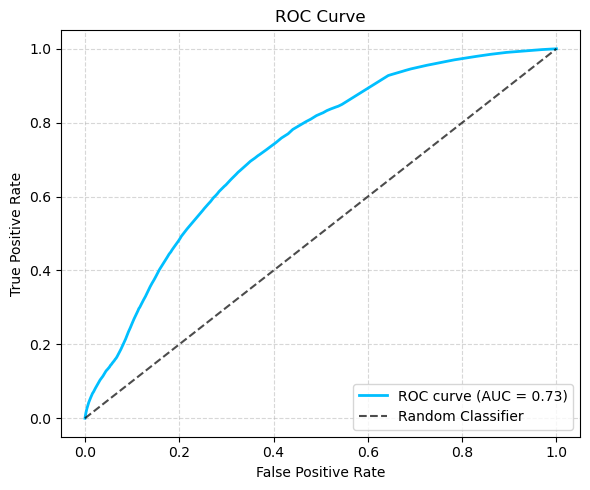 ROC Curve
True Positive Rate
1.0
0.8
0.6
0.4
0.2
0.0
0.0 0.2 0.4 0.6 0.8 1.0
False Positive Rate
ROC curve (AUC = 0.73)
Random Classifier